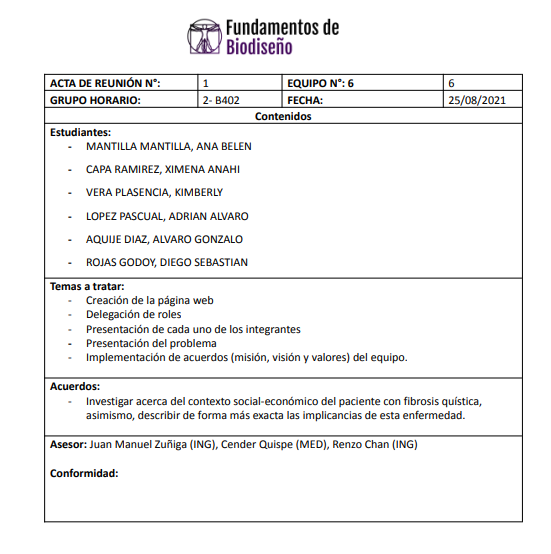 Fundamentos de
Biodiseño
ACTA DE REUNIÓN N°: 1 EQUIPO N°: 6 6
GRUPO HORARIO: 2- B402 FECHA: 25/08/2021
Contenidos
Estudiantes:
- MANTILLA MANTILLA, ANA BELEN
- CAPA RAMIREZ, XIMENA ANAHI
- VERA PLASENCIA, KIMBERLY
- LOPEZ PASCUAL, ADRIAN ALVARO
- AQUIJE DIAZ, ALVARO GONZALO
- ROJAS GODOY, DIEGO SEBASTIAN
Temas a tratar:
- Creación de la página web
- Delegación de roles
- Presentación de cada uno de los integrantes
- Presentación del problema
- Implementación de acuerdos (misión, visión y valores) del equipo.
Acuerdos:
- Investigar acerca del contexto social-económico del paciente con fibrosis quística,
asimismo, describir de forma más exacta las implicancias de esta enfermedad.
Asesor: Juan Manuel Zuñiga (ING), Cender Quispe (MED), Renzo Chan (ING)
Conformidad: